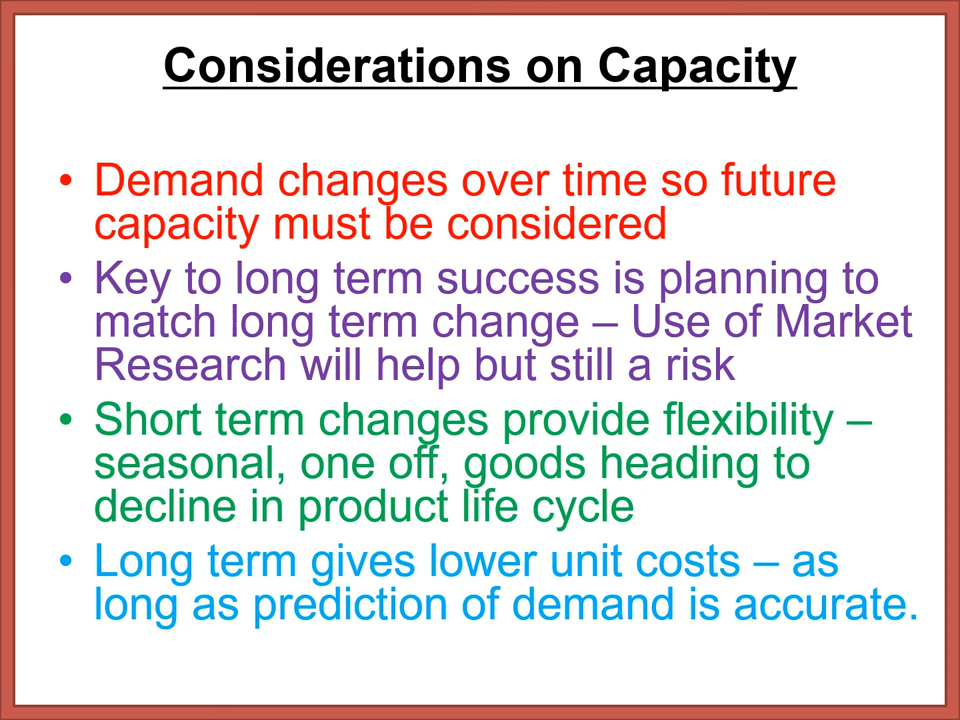 Considerations on Capacity
• Demand changes over time so future
capacity must be considered
• Key to long term success is planning to
match long term change – Use of Market
Research will help but still a risk
• Short term changes provide flexibility –
seasonal, one off, goods heading to
decline in product life cycle
• Long term gives lower unit costs – as
long as prediction of demand is accurate.